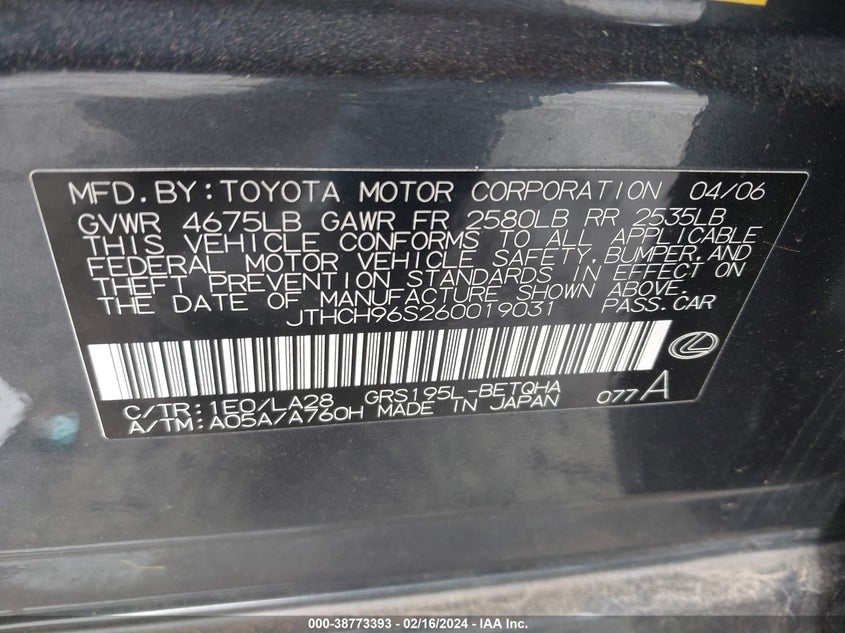 MFD.BY:TOYOTA MOTOR CORPORATION 04/06
GVWR 4675LB GAWR FR 2580LB RR 2535LB
THIS VEHICLE CONFORMS TO ALL APPLICABLE
FEDERAL MOTOR VEHICLE SAFETY,BUMPER,AND
THEFT PREVENTION STANDARDS IN EFFECT ON
THE DATE OF MANUFACTURE SHOWN ABOVE.
JTHCH96S260019031 PASS.CAR
C/TR:1E0/LA28 GRS195L-BETQHA
A/TM:A05A/A760H MADE IN JAPAN 077A
000-38773393 - 02/16/2024 - IAA Inc.